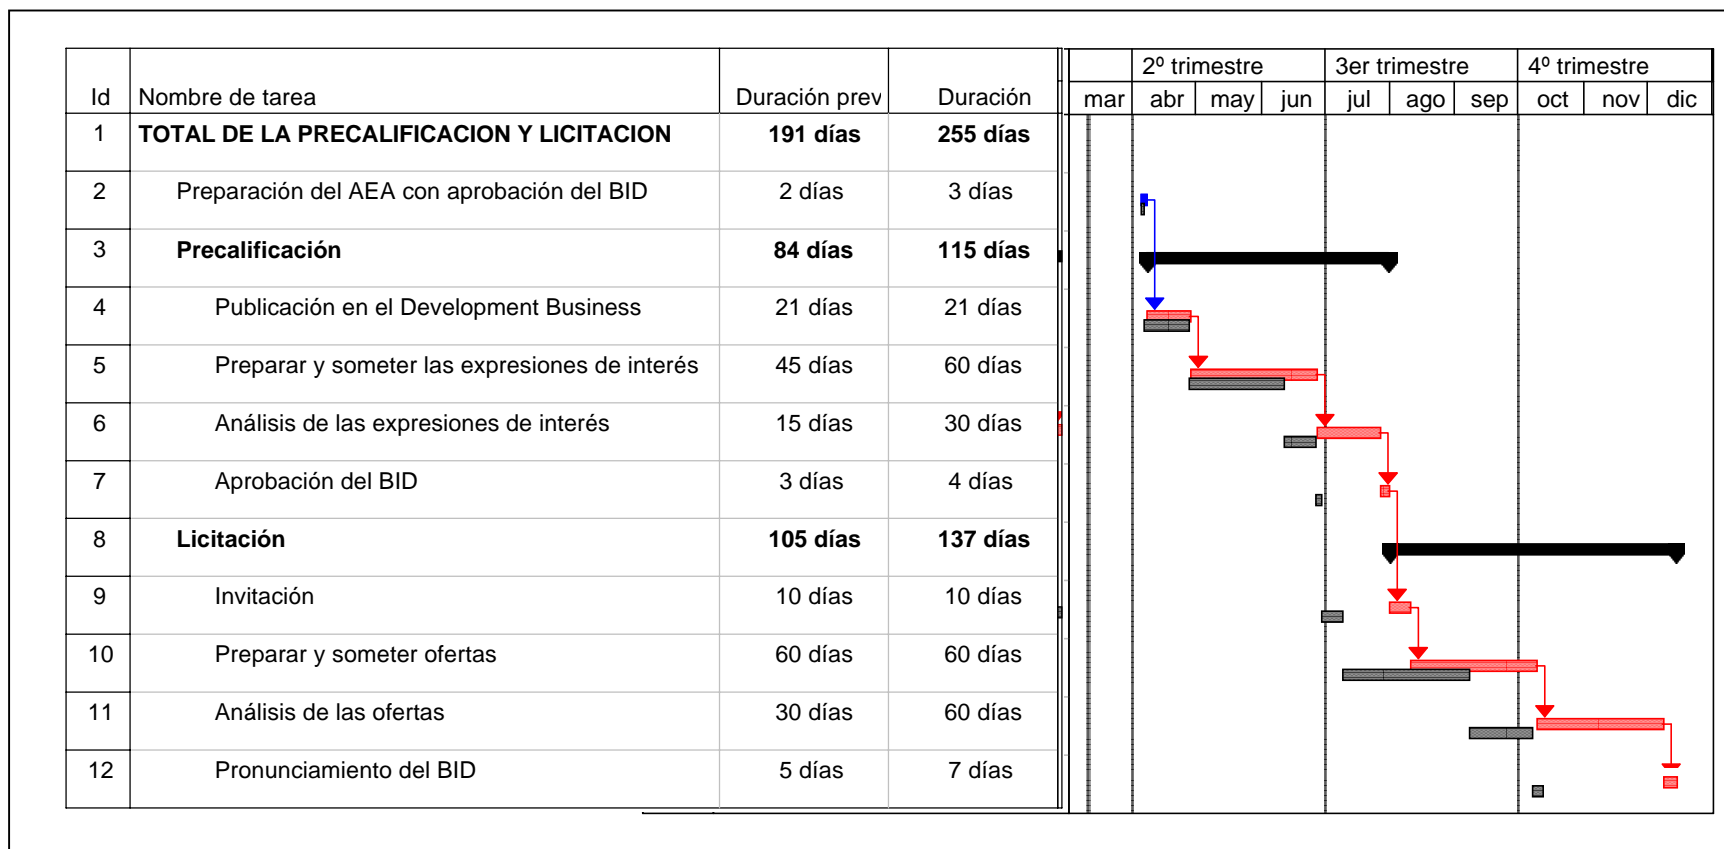 2º trimestre 3er trimestre 4º trimestre
Id Nombre de tarea Duración prev Duración mar abr may jun jul ago sep oct nov dic
1 TOTAL DE LA PRECALIFICACION Y LICITACION 191 días 255 días
2 Preparación del AEA con aprobación del BID 2 días 3 días
3 Precalificación 84 días 115 días
4 Publicación en el Development Business 21 días 21 días
5 Preparar y someter las expresiones de interés 45 días 60 días
6 Análisis de las expresiones de interés 15 días 30 días
7 Aprobación del BID 3 días 4 días
8 Licitación 105 días 137 días
9 Invitación 10 días 10 días
10 Preparar y someter ofertas 60 días 60 días
11 Análisis de las ofertas 30 días 60 días
12 Pronunciamiento del BID 5 días 7 días